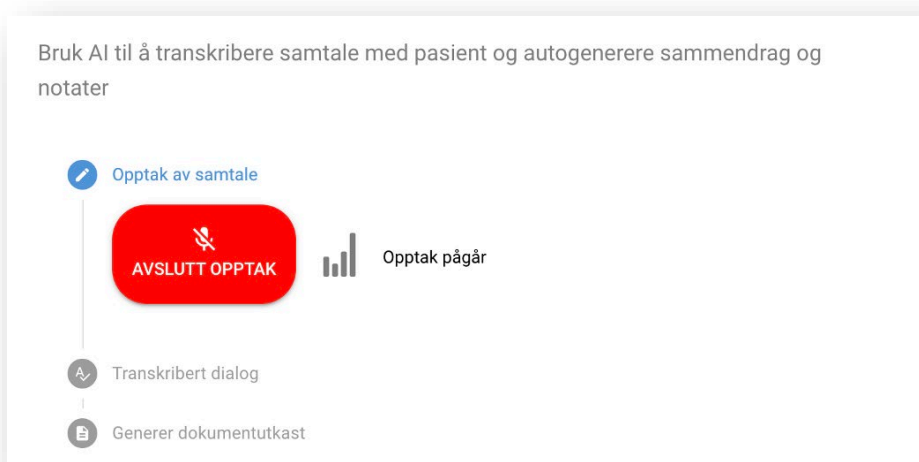 Bruk AI til å transkribere samtale med pasient og autogenerere sammendrag og
notater
Opptak av samtale
AVSLUTT OPPTAK
Opptak pågår
Transkribert dialog
Generer dokumentutkast